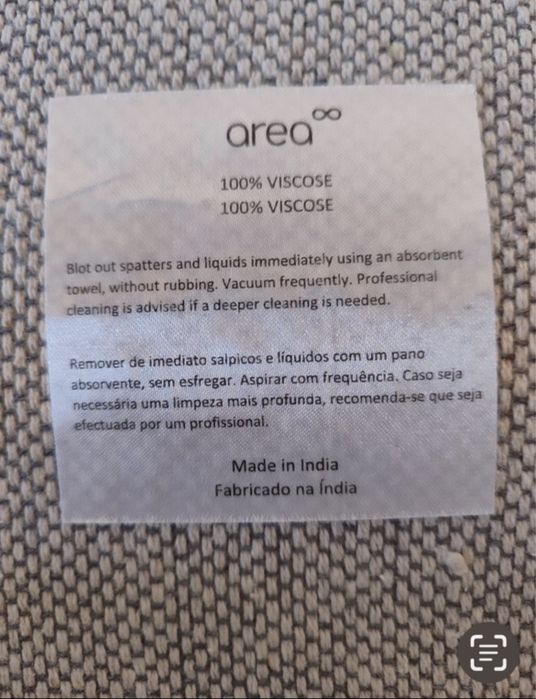 area∞
100% VISCOSE
100% VISCOSE
Blot out spatters and liquids immediately using an absorbent
towel, without rubbing. Vacuum frequently. Professional
cleaning is advised if a deeper cleaning is needed.
Remover de imediato salpicos e líquidos com um pano
absorvente, sem esfregar. Aspirar com frequência. Caso seja
necessária uma limpeza mais profunda, recomenda-se que seja
efectuada por um profissional.
Made in India
Fabricado na Índia